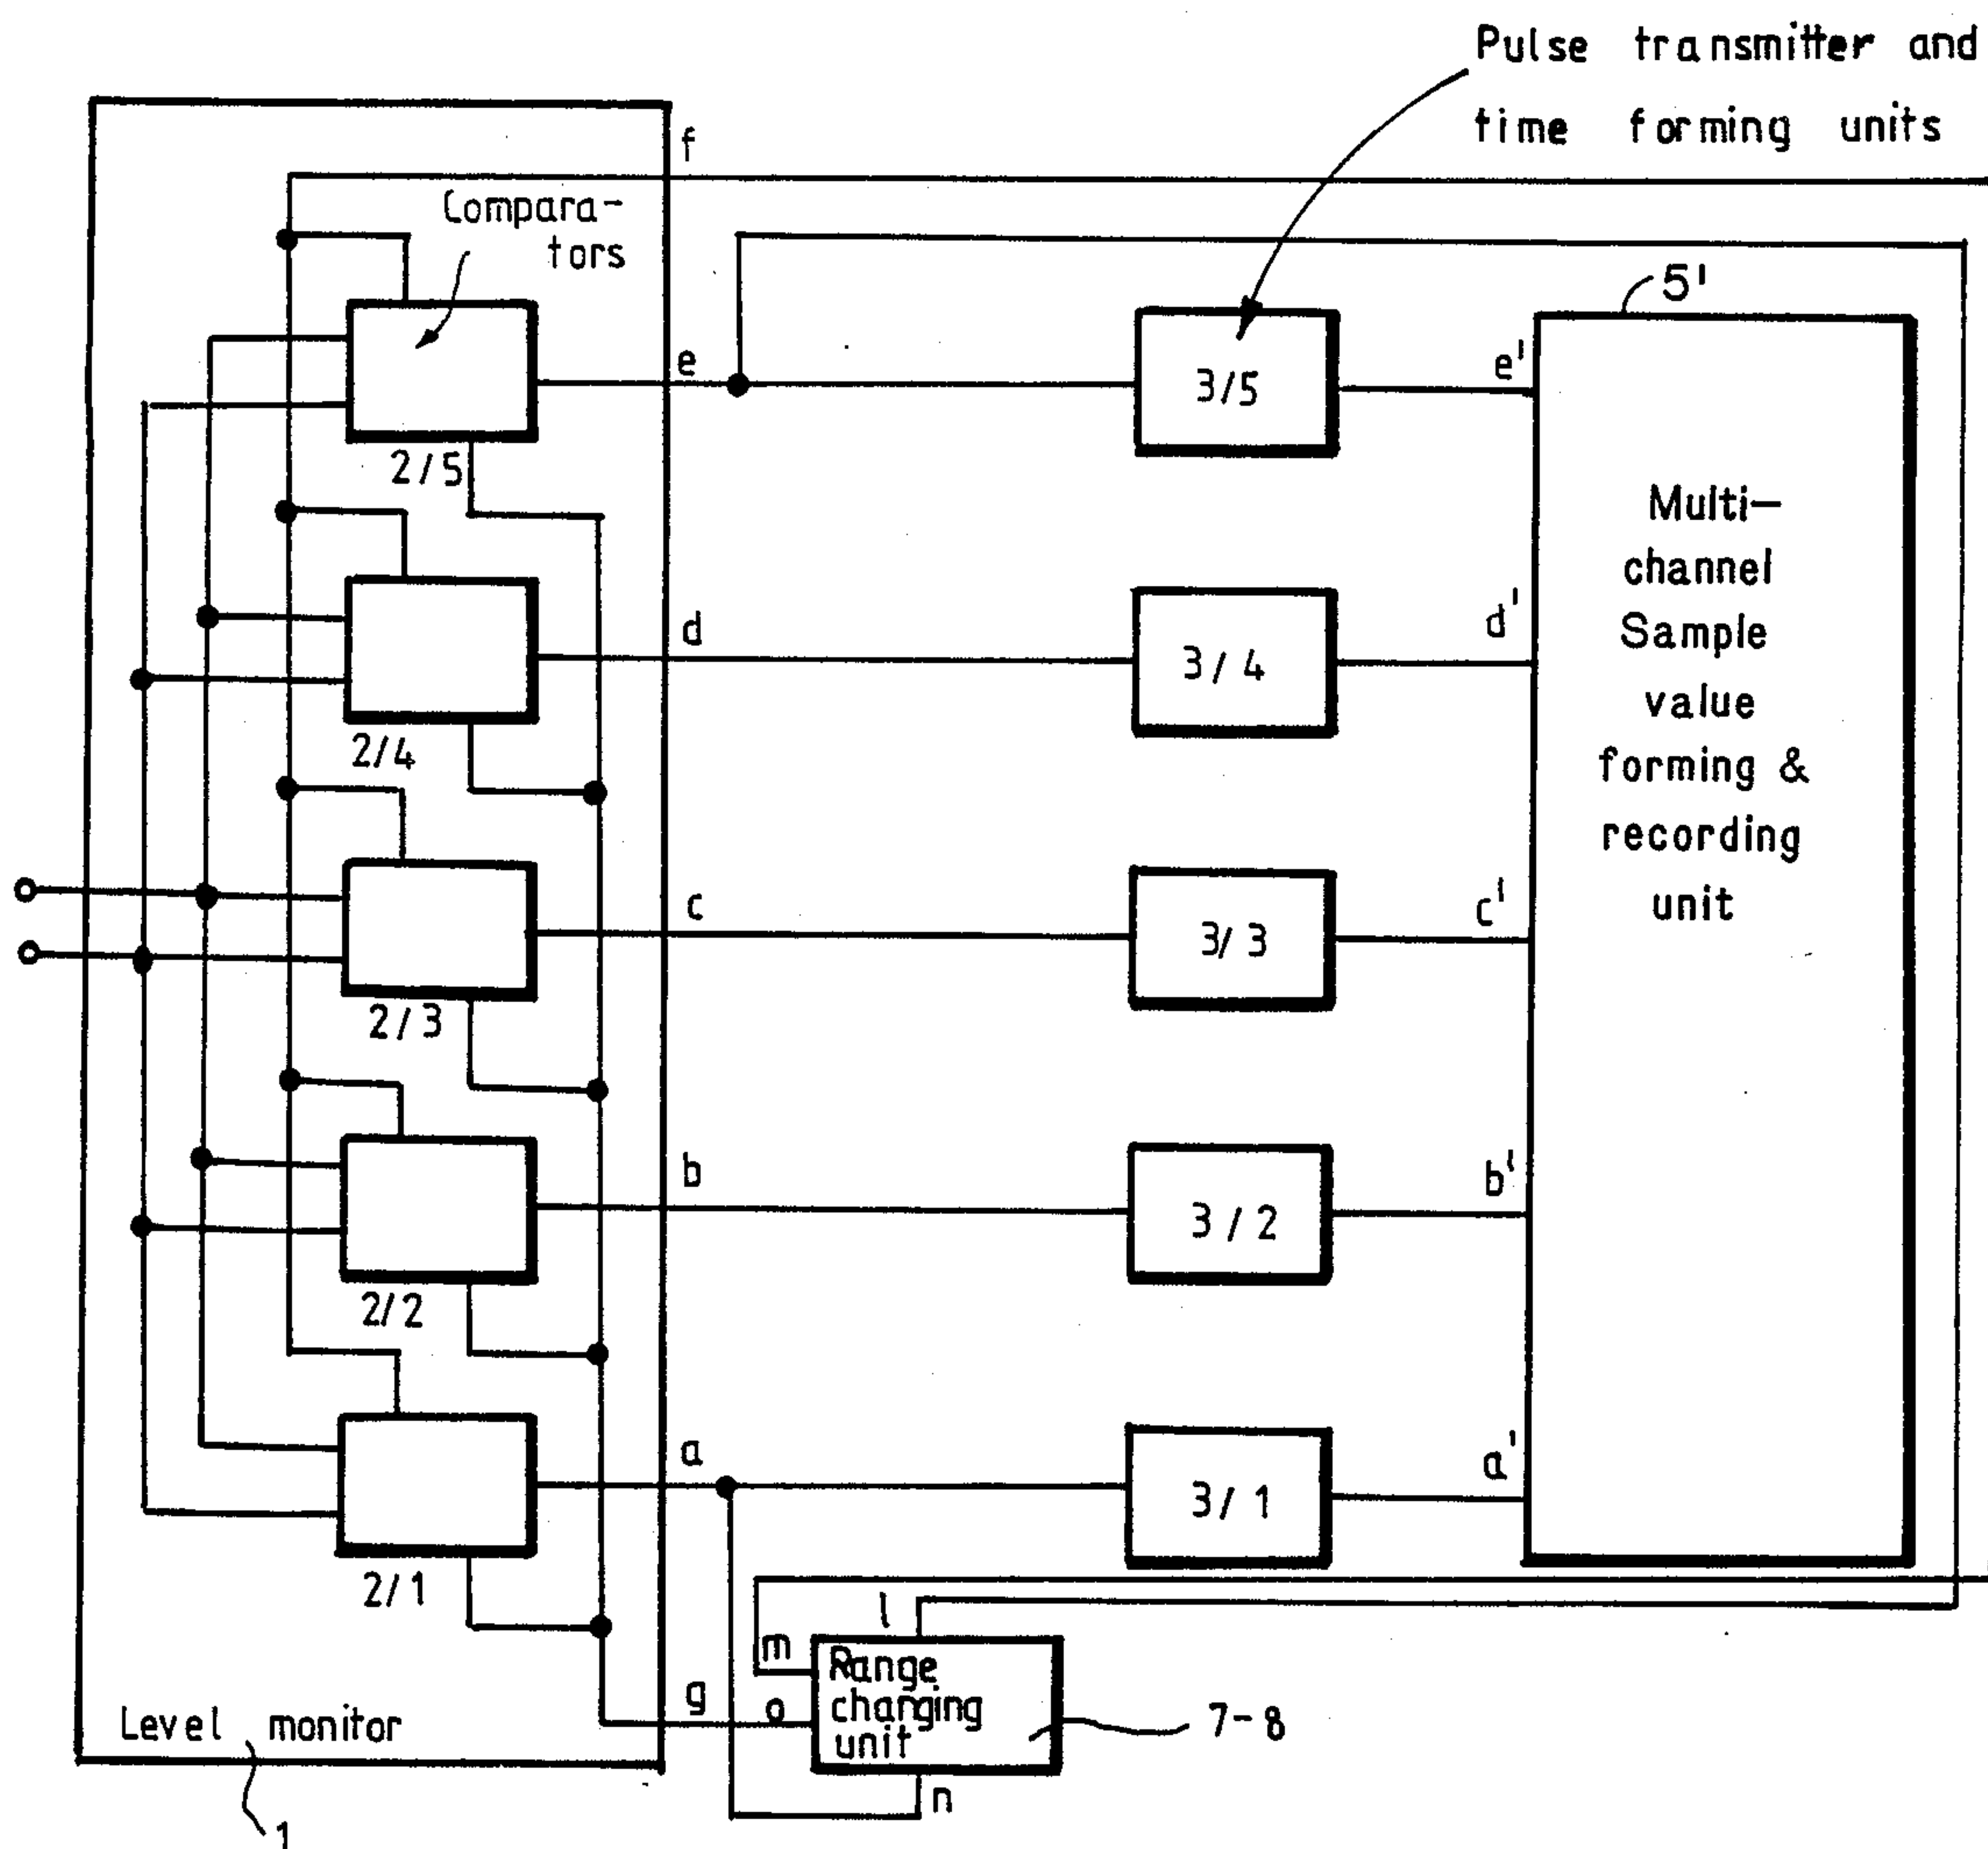 Pulse transmitter and
time forming units
f
Compara-
tors
5'
e
3/5
e'
2/5
Multi-
channel
Sample
value
forming &
recording
unit
d
3/4
d'
2/4
c
3/3
c'
2/3
b
3/2
b'
2/2
a
3/1
a'
2/1
l
m
Range
changing
unit
g
o
7-8
n
Level monitor
1